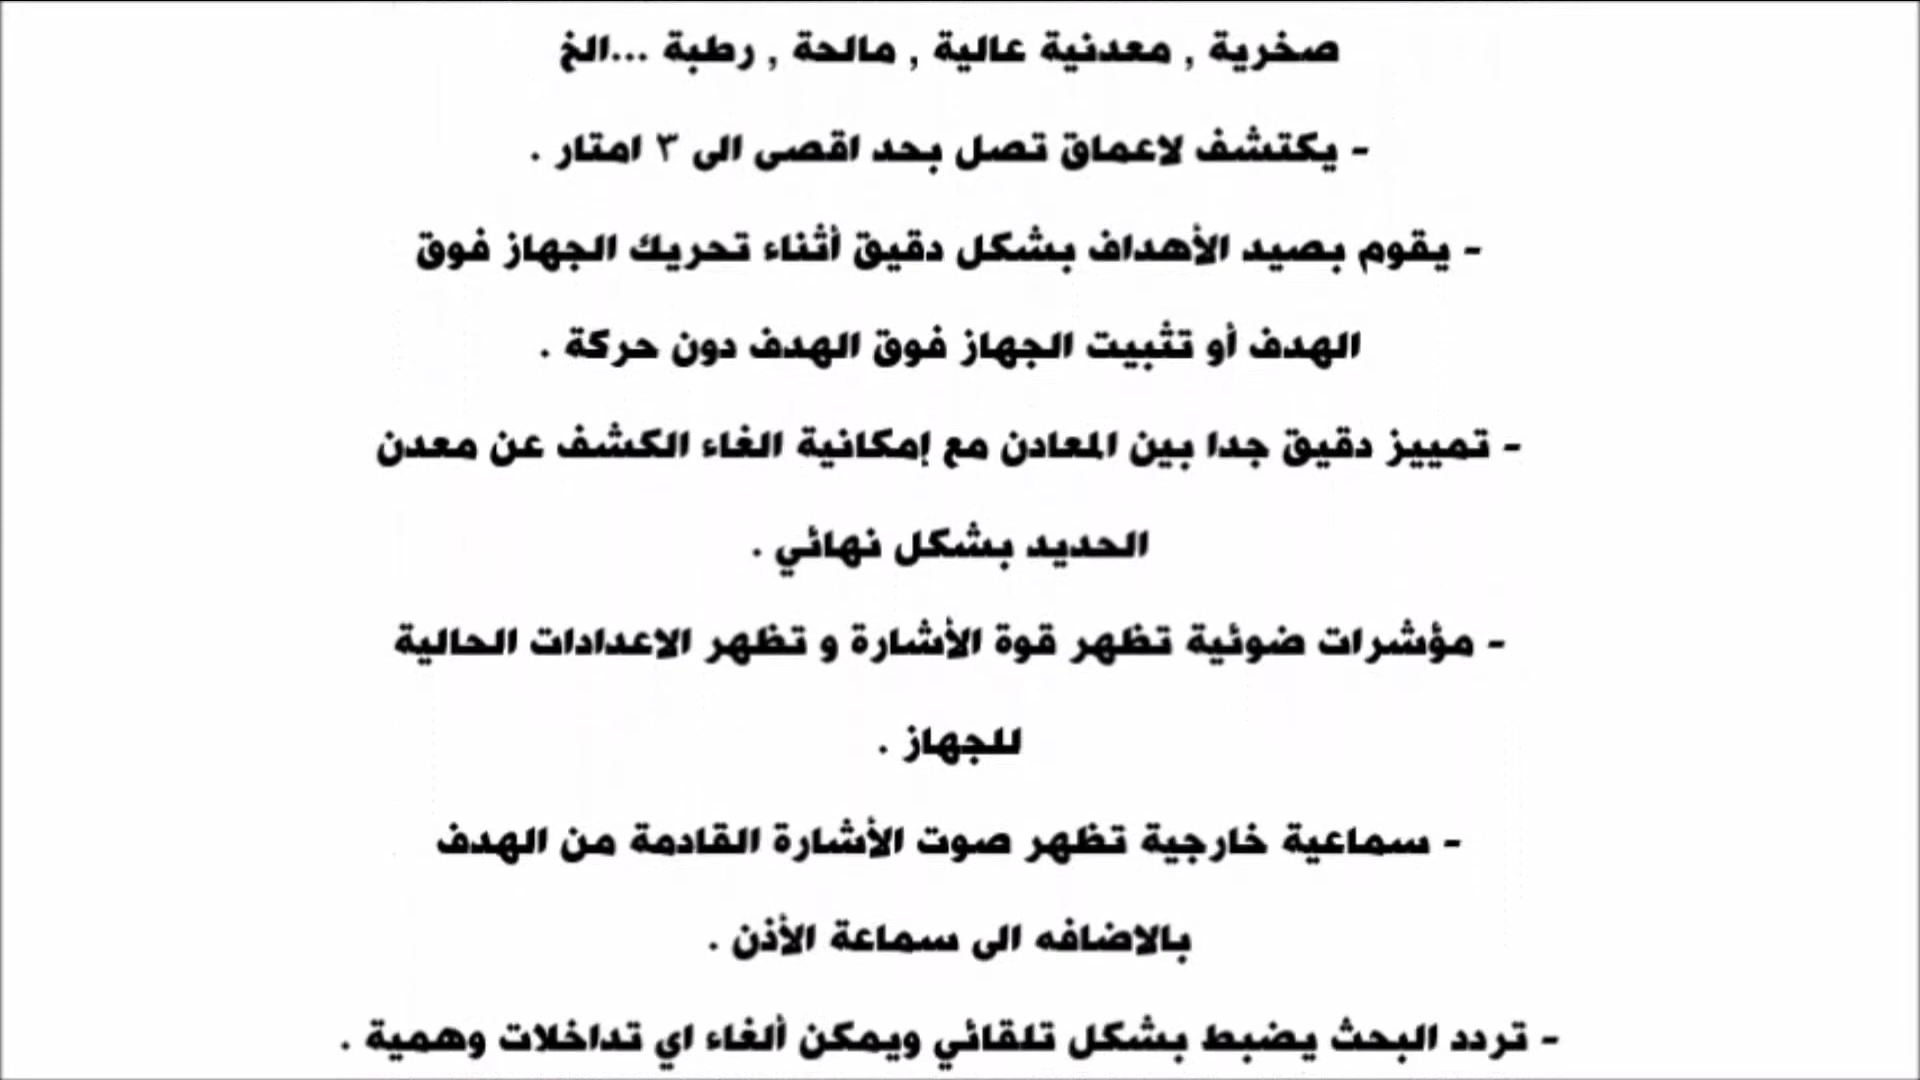 صخرية , معدنية عالية , مالحة , رطبة ...الخ
- يكتشف لاعماق تصل بحد اقصى الى ٣ امتار .
- يقوم بصيد الأهداف بشكل دقيق أثناء تحريك الجهاز فوق
الهدف أو تثبيت الجهاز فوق الهدف دون حركة .
- تمييز دقيق جدا بين المعادن مع إمكانية الغاء الكشف عن معدن
الحديد بشكل نهائي .
- مؤشرات ضوئية تظهر قوة الأشارة و تظهر الاعدادات الحالية
للجهاز .
- سماعية خارجية تظهر صوت الأشارة القادمة من الهدف
بالاضافه الى سماعة الأذن .
- تردد البحث يضبط بشكل تلقائي ويمكن ألغاء اي تداخلات وهمية .